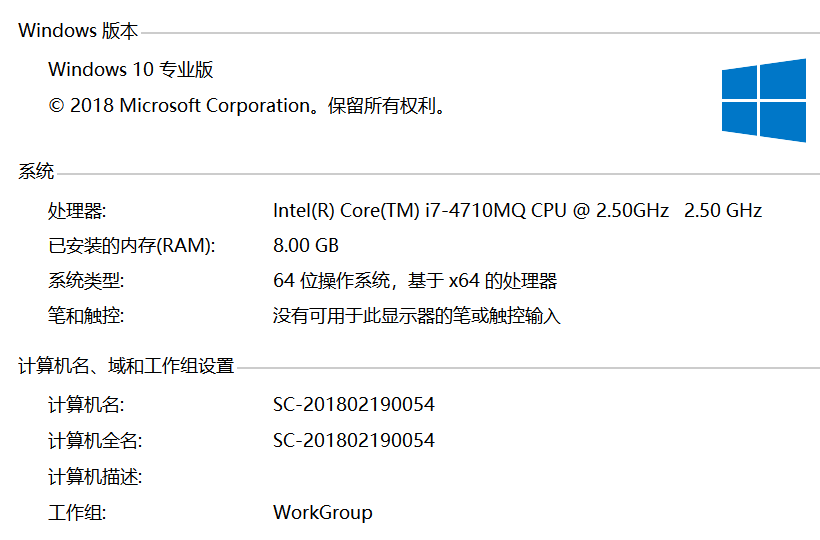 Windows 版本
Windows 10 专业版
© 2018 Microsoft Corporation。保留所有权利。
系统
处理器: Intel(R) Core(TM) i7-4710MQ CPU @ 2.50GHz 2.50 GHz
已安装的内存(RAM): 8.00 GB
系统类型: 64 位操作系统，基于 x64 的处理器
笔和触控: 没有可用于此显示器的笔或触控输入
计算机名、域和工作组设置
计算机名: SC-201802190054
计算机全名: SC-201802190054
计算机描述:
工作组: WorkGroup